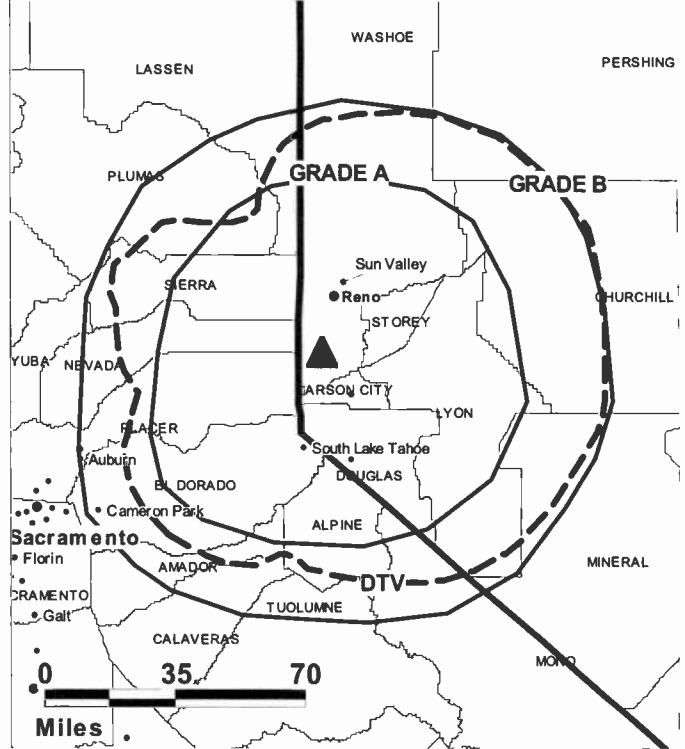 WASHOE
LASSEN
PERSHING
PLUMAS
GRADE A
GRADE B
Sun Valley
SIERRA
Reno
CHURCHILL
STOREY
YUBA
NEVADA
CARSON CITY
LYON
PLACER
South Lake Tahoe
Auburn
DOUGLAS
EL DORADO
Cameron Park
ALPINE
Sacramento
Florin
AMADOR
MINERAL
DTV
CRAMENTO
TUOLUMNE
Galt
CALAVERAS
MONO
0 35 70
Miles